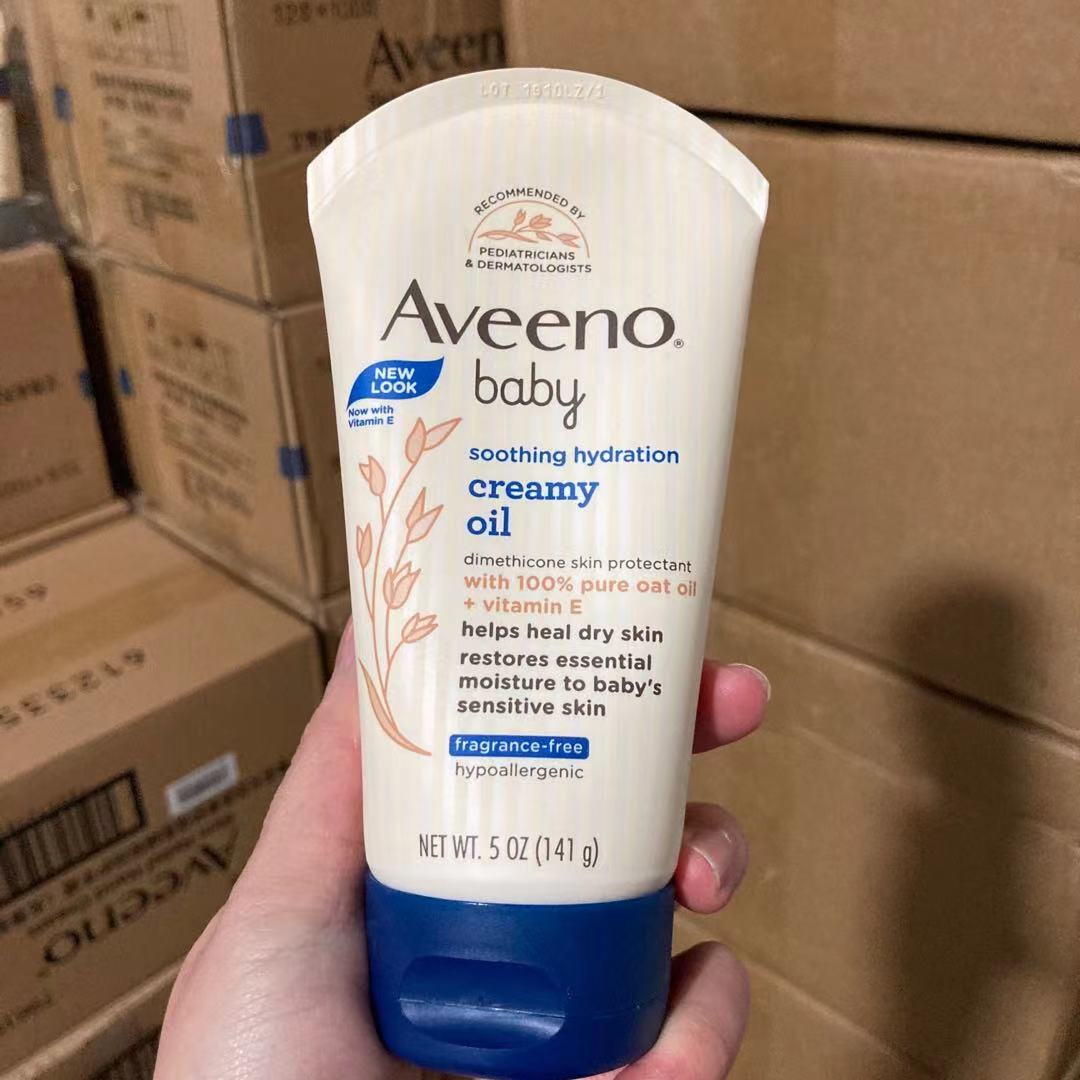 Aveen
LOT 1910LZ/1
RECOMMENDED BY
PEDIATRICIANS
& DERMATOLOGISTS
Aveeno®
baby
NEW
LOOK
Now with
Vitamin E
soothing hydration
creamy
oil
dimethicone skin protectant
with 100% pure oat oil
+ vitamin E
helps heal dry skin
restores essential
moisture to baby's
sensitive skin
fragrance-free
hypoallergenic
NET WT. 5 OZ (141 g)
Aveeno